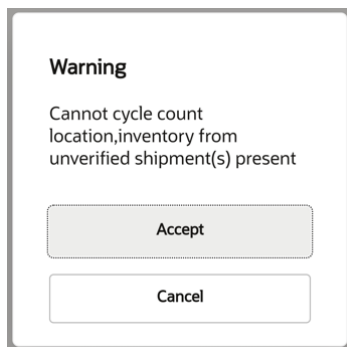 Warning
Cannot cycle count
location,inventory from
unverified shipment(s) present
Accept
Cancel